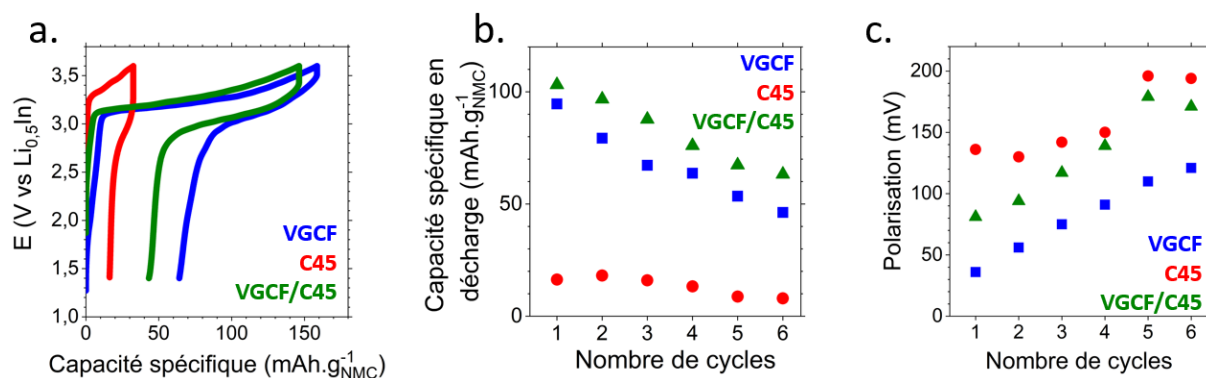 a.
E (V vs Li0,5In)
3,5
3,0
2,5
2,0
1,5
1,0
VGCF
C45
VGCF/C45
0
50
100
150
Capacité spécifique (mAh.g-1NMC)
b.
Capacité spécifique en
décharge (mAh.g-1NMC)
100
50
0
VGCF
C45
VGCF/C45
1 2 3 4 5 6
Nombre de cycles
c.
Polarisation (mV)
200
150
100
50
0
VGCF
C45
VGCF/C45
1 2 3 4 5 6
Nombre de cycles